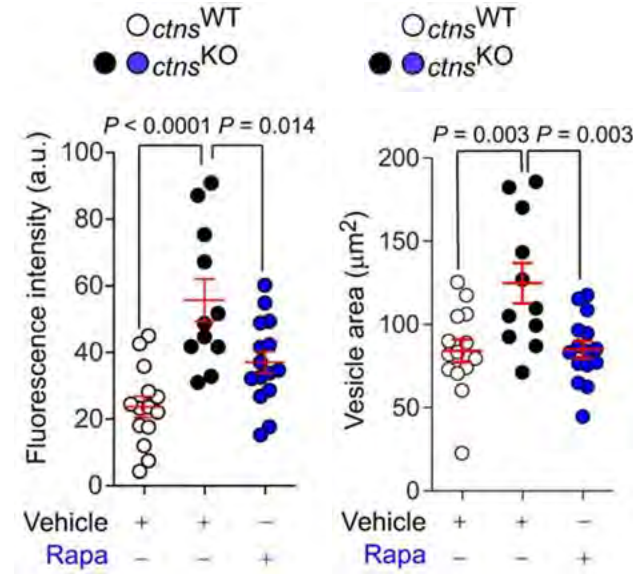 ctnsWT
ctnsKO
P < 0.0001 P = 0.014
Fluorescence intensity (a.u.)
100
80
60
40
20
0
Vehicle + + –
Rapa – – +
ctnsWT
ctnsKO
P = 0.003 P = 0.003
Vesicle area (μm2)
200
150
100
50
0
Vehicle + + –
Rapa – – +